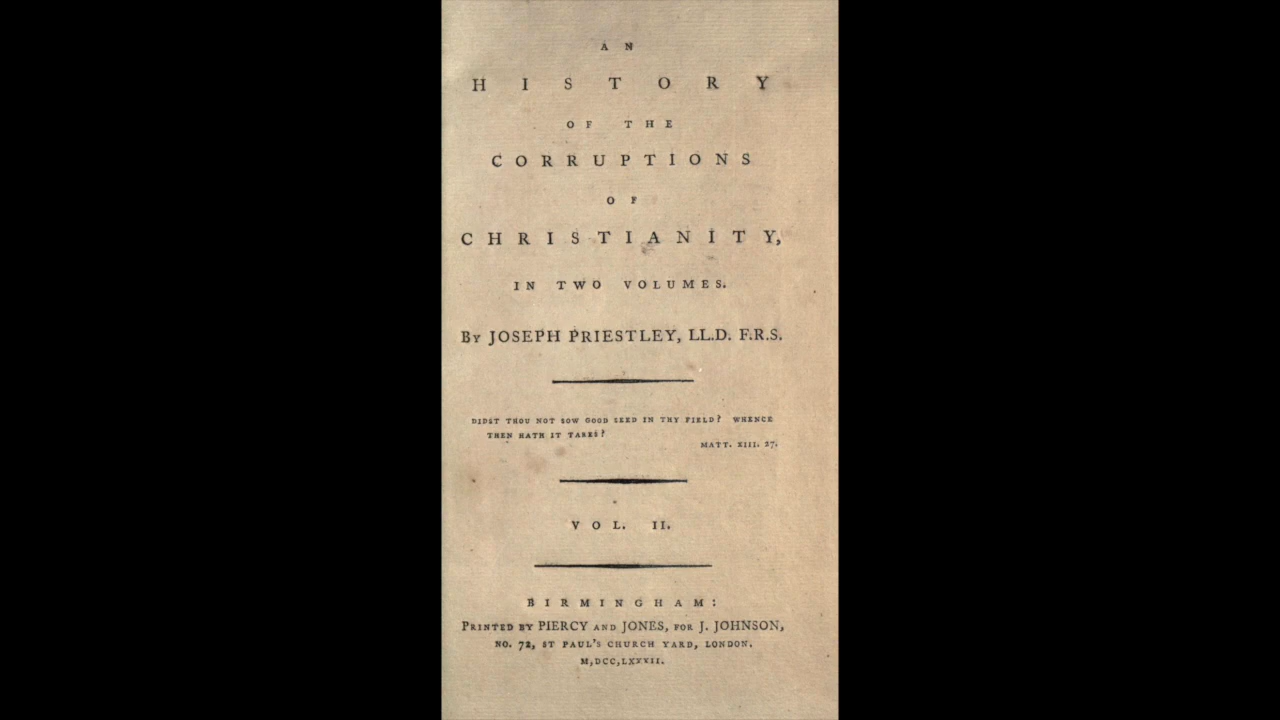 AN
HISTORY
OF THE
CORRUPTIONS
OF
CHRISTIANITY,
IN TWO VOLUMES.
By JOSEPH PRIESTLEY, LL.D. F.R.S.
DIDST THOU NOT SOW GOOD SEED IN THY FIELD? WHENCE
THEN HATH IT TARES?
MATT. XIII. 27.
VOL. II.
BIRMINGHAM:
PRINTED BY PIERCY AND JONES, FOR J. JOHNSON,
NO. 72, ST PAUL'S CHURCH YARD, LONDON.
M,DCC,LXXXII.